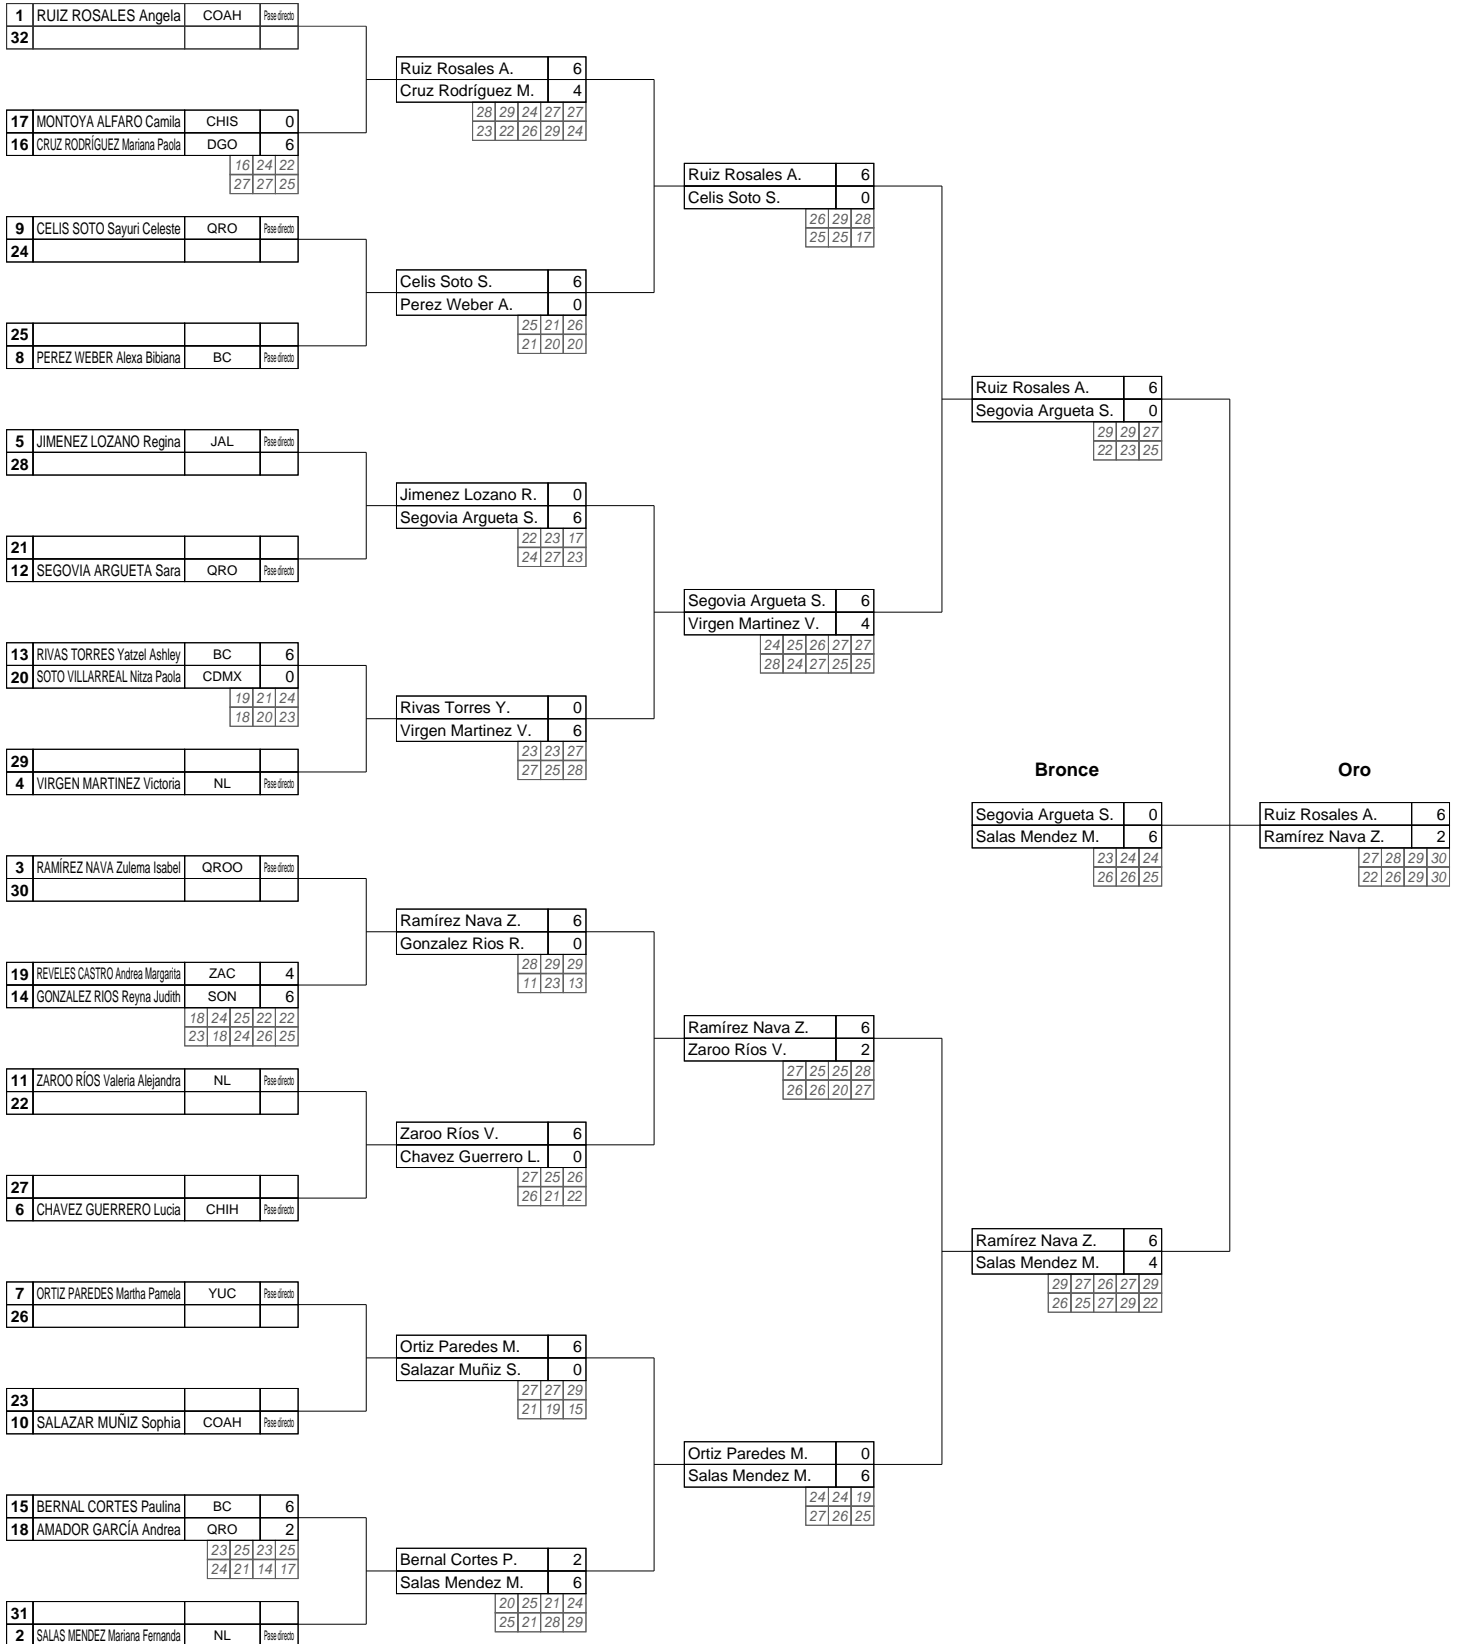 1 RUIZ ROSALES Angela COAH Pase directo
32
17 MONTOYA ALFARO Camila CHIS 0
16 CRUZ RODRÍGUEZ Mariana Paola DGO 6
16 24 22
27 27 25
9 CELIS SOTO Sayuri Celeste QRO Pase directo
24
25
8 PEREZ WEBER Alexa Bibiana BC Pase directo
5 JIMENEZ LOZANO Regina JAL Pase directo
28
21
12 SEGOVIA ARGUETA Sara QRO Pase directo
13 RIVAS TORRES Yatzel Ashley BC 6
20 SOTO VILLARREAL Nitza Paola CDMX 0
19 21 24
18 20 23
29
4 VIRGEN MARTINEZ Victoria NL Pase directo
3 RAMÍREZ NAVA Zulema Isabel QROO Pase directo
30
19 REVELES CASTRO Andrea Margarita ZAC 4
14 GONZALEZ RIOS Reyna Judith SON 6
18 24 25 22 22
23 18 24 26 25
11 ZAROO RÍOS Valeria Alejandra NL Pase directo
22
27
6 CHAVEZ GUERRERO Lucia CHIH Pase directo
7 ORTIZ PAREDES Martha Pamela YUC Pase directo
26
23
10 SALAZAR MUÑIZ Sophia COAH Pase directo
15 BERNAL CORTES Paulina BC 6
18 AMADOR GARCÍA Andrea QRO 2
23 25 23 25
24 21 14 17
31
2 SALAS MENDEZ Mariana Fernanda NL Pase directo
Ruiz Rosales A. 6
Cruz Rodríguez M. 4
28 29 24 27 27
23 22 26 29 24
Celis Soto S. 6
Perez Weber A. 0
25 21 26
21 20 20
Jimenez Lozano R. 0
Segovia Argueta S. 6
22 23 17
24 27 23
Rivas Torres Y. 0
Virgen Martinez V. 6
23 23 27
27 25 28
Ramírez Nava Z. 6
Gonzalez Rios R. 0
28 29 29
11 23 13
Zaroo Ríos V. 6
Chavez Guerrero L. 0
27 25 26
26 21 22
Ortiz Paredes M. 6
Salazar Muñiz S. 0
27 27 29
21 19 15
Bernal Cortes P. 2
Salas Mendez M. 6
20 25 21 24
25 21 28 29
Ruiz Rosales A. 6
Celis Soto S. 0
26 29 28
25 25 17
Segovia Argueta S. 6
Virgen Martinez V. 4
24 25 26 27 27
28 24 27 25 25
Ramírez Nava Z. 6
Zaroo Ríos V. 2
27 25 25 28
26 26 20 27
Ortiz Paredes M. 0
Salas Mendez M. 6
24 24 19
27 26 25
Ruiz Rosales A. 6
Segovia Argueta S. 0
29 29 27
22 23 25
Ramírez Nava Z. 6
Salas Mendez M. 4
29 27 26 27 29
26 25 27 29 22
Bronce
Segovia Argueta S. 0
Salas Mendez M. 6
23 24 24
26 26 25
Oro
Ruiz Rosales A. 6
Ramírez Nava Z. 2
27 28 29 30
22 26 29 30